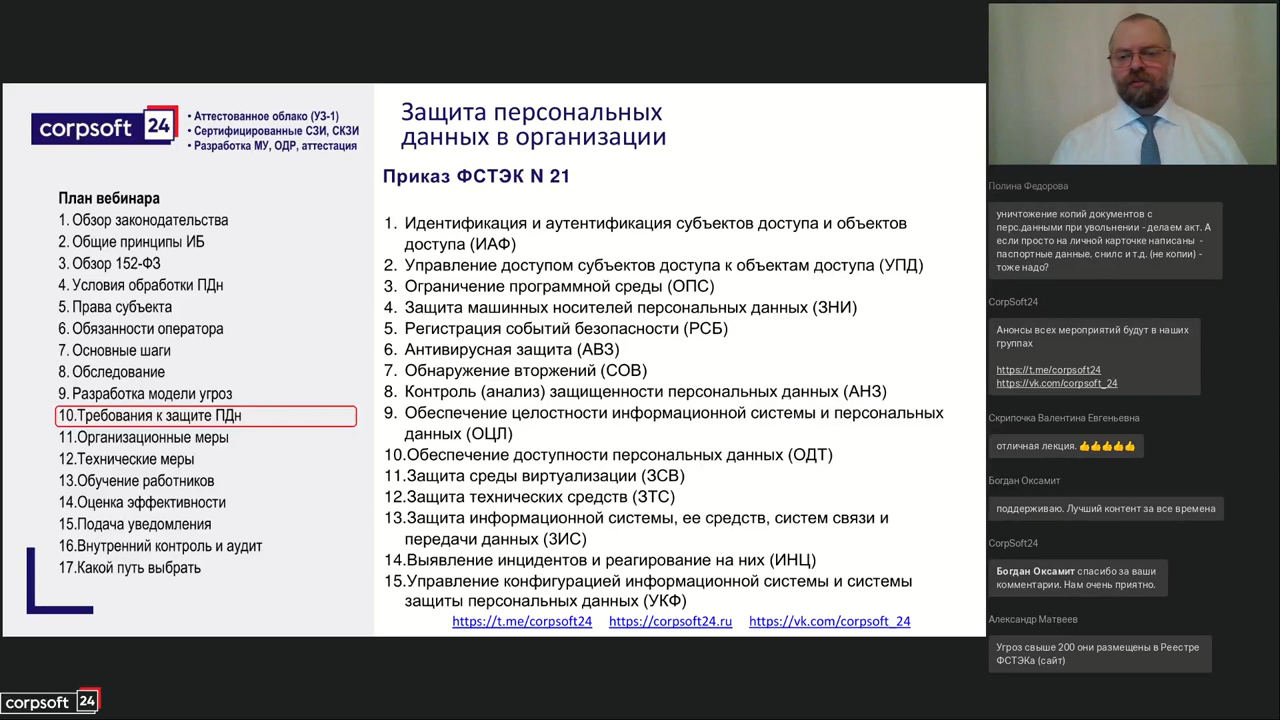 corpsoft 24
• Аттестованное облако (УЗ-1)
• Сертифицированные СЗИ, СКЗИ
• Разработка МУ, ОДР, аттестация
План вебинара
1. Обзор законодательства
2. Общие принципы ИБ
3. Обзор 152-ФЗ
4. Условия обработки ПДн
5. Права субъекта
6. Обязанности оператора
7. Основные шаги
8. Обследование
9. Разработка модели угроз
10.Требования к защите ПДн
11.Организационные меры
12.Технические меры
13.Обучение работников
14.Оценка эффективности
15.Подача уведомления
16.Внутренний контроль и аудит
17.Какой путь выбрать
Защита персональных
данных в организации
Приказ ФСТЭК N 21
1. Идентификация и аутентификация субъектов доступа и объектов
доступа (ИАФ)
2. Управление доступом субъектов доступа к объектам доступа (УПД)
3. Ограничение программной среды (ОПС)
4. Защита машинных носителей персональных данных (ЗНИ)
5. Регистрация событий безопасности (РСБ)
6. Антивирусная защита (АВЗ)
7. Обнаружение вторжений (СОВ)
8. Контроль (анализ) защищенности персональных данных (АНЗ)
9. Обеспечение целостности информационной системы и персональных
данных (ОЦЛ)
10.Обеспечение доступности персональных данных (ОДТ)
11.Защита среды виртуализации (ЗСВ)
12.Защита технических средств (ЗТС)
13.Защита информационной системы, ее средств, систем связи и
передачи данных (ЗИС)
14.Выявление инцидентов и реагирование на них (ИНЦ)
15.Управление конфигурацией информационной системы и системы
защиты персональных данных (УКФ)
https://t.me/corpsoft24 https://corpsoft24.ru https://vk.com/corpsoft_24
corpsoft 24
Полина Федорова
уничтожение копий документов с
перс.данными при увольнении - делаем акт. А
если просто на личной карточке написаны -
паспортные данные, снилс и т.д. (не копии) -
тоже надо?
CorpSoft24
Анонсы всех мероприятий будут в наших
группах
https://t.me/corpsoft24
https://vk.com/corpsoft_24
Скрипочка Валентина Евгеньевна
отличная лекция. 👍👍👍👍👍
Богдан Оксамит
поддерживаю. Лучший контент за все времена
CorpSoft24
Богдан Оксамит спасибо за ваши
комментарии. Нам очень приятно.
Александр Матвеев
Угроз свыше 200 они размещены в Реестре
ФСТЭКа (сайт)